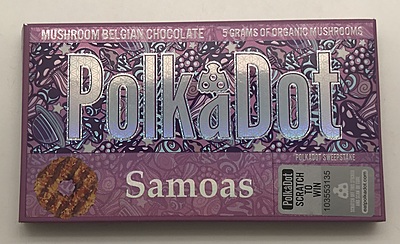 MUSHROOM BELGIAN CHOCOLATE
5 GRAMS OF ORGANIC MUSHROOMS
PolkaDot
POLKADOT SWEEPSTAKE
Samoas
PolkaDot
SCRATCH
TO
WIN
103553135